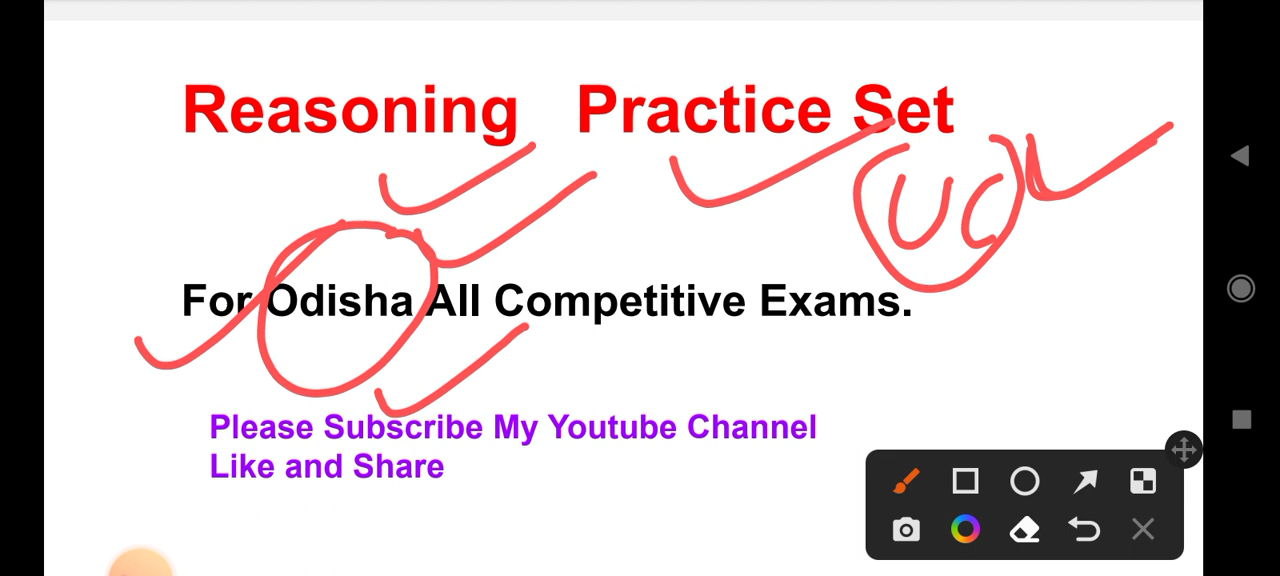 Reasoning Practice Set
For Odisha All Competitive Exams.
Please Subscribe My Youtube Channel
Like and Share